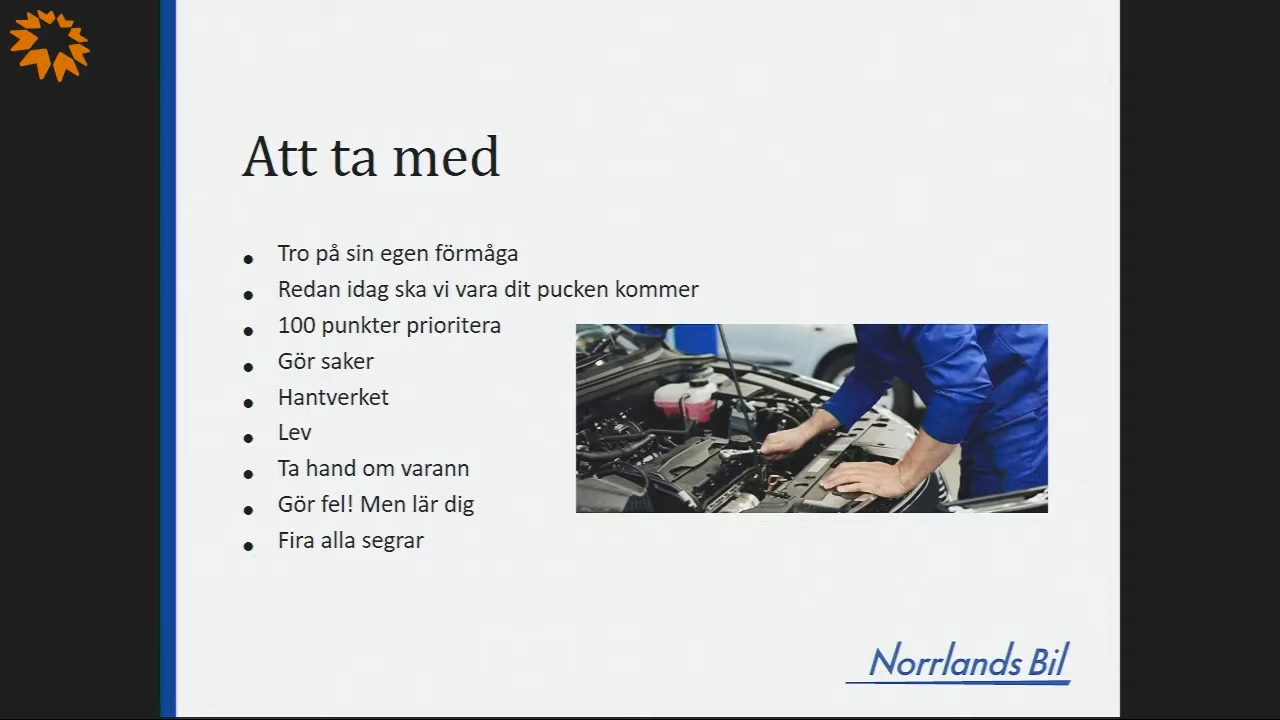 Att ta med
Tro på sin egen förmåga
Redan idag ska vi vara dit pucken kommer
100 punkter prioritera
Gör saker
Hantverket
Lev
Ta hand om varann
Gör fel! Men lär dig
Fira alla segrar
Norrlands Bil